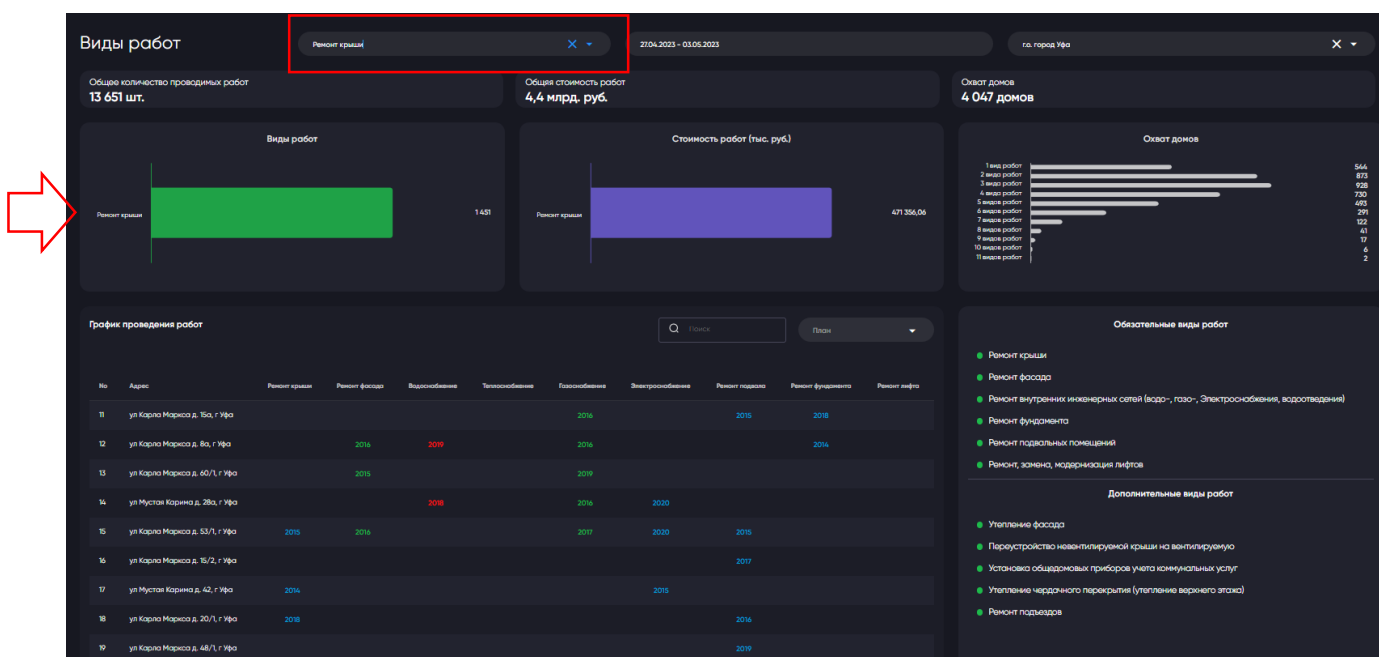 Виды работ
Ремонт крыши
27.04.2023 - 03.05.2023
г.о. город Уфа
Общее количество проводимых работ
13 651 шт.
Общяя стоимость работ
4,4 млрд. руб.
Охват домов
4 047 домов
Виды работ
Ремонт крыши
1 451
Стоимость работ (тыс. руб.)
Ремонт крыши
471 356,06
Охват домов
1 вид работ 544
2 вида работ 873
3 вида работ 928
4 вида работ 730
5 видов работ 493
6 видов работ 291
7 видов работ 122
8 видов работ 41
9 видов работ 17
10 видов работ 6
11 видов работ 2
График проведения работ
Поиск
План
No Адрес Ремонт крыши Ремонт фасада Водоснабжение Теплоснабжение Газоснабжение Электроснабжение Ремонт подвала Ремонт фундамента Ремонт лифта
11 ул Карла Маркса д. 15а, г Уфа 2016 2015 2018
12 ул Карла Маркса д. 8а, г Уфа 2016 2019 2016 2014
13 ул Карла Маркса д. 60/1, г Уфа 2015 2019
14 ул Мустая Карима д. 28а, г Уфа 2018 2016 2020
15 ул Карла Маркса д. 53/1, г Уфа 2015 2016 2017 2020 2015
16 ул Карла Маркса д. 15/2, г Уфа 2017
17 ул Мустая Карима д. 42, г Уфа 2014 2015
18 ул Карла Маркса д. 20/1, г Уфа 2018 2016
19 ул Карла Маркса д. 48/1, г Уфа 2019
Обязательные виды работ
Ремонт крыши
Ремонт фасада
Ремонт внутренних инженерных сетей (водо-, газо-, Электроснабжения, водоотведения)
Ремонт фундамента
Ремонт подвальных помещений
Ремонт, замена, модернизация лифтов
Дополнительные виды работ
Утепление фасада
Переустройство невентилируемой крыши на вентилируемую
Установка общедомовых приборов учета коммунальных услуг
Утепление чердачного перекрытия (утепление верхнего этажа)
Ремонт подъездов